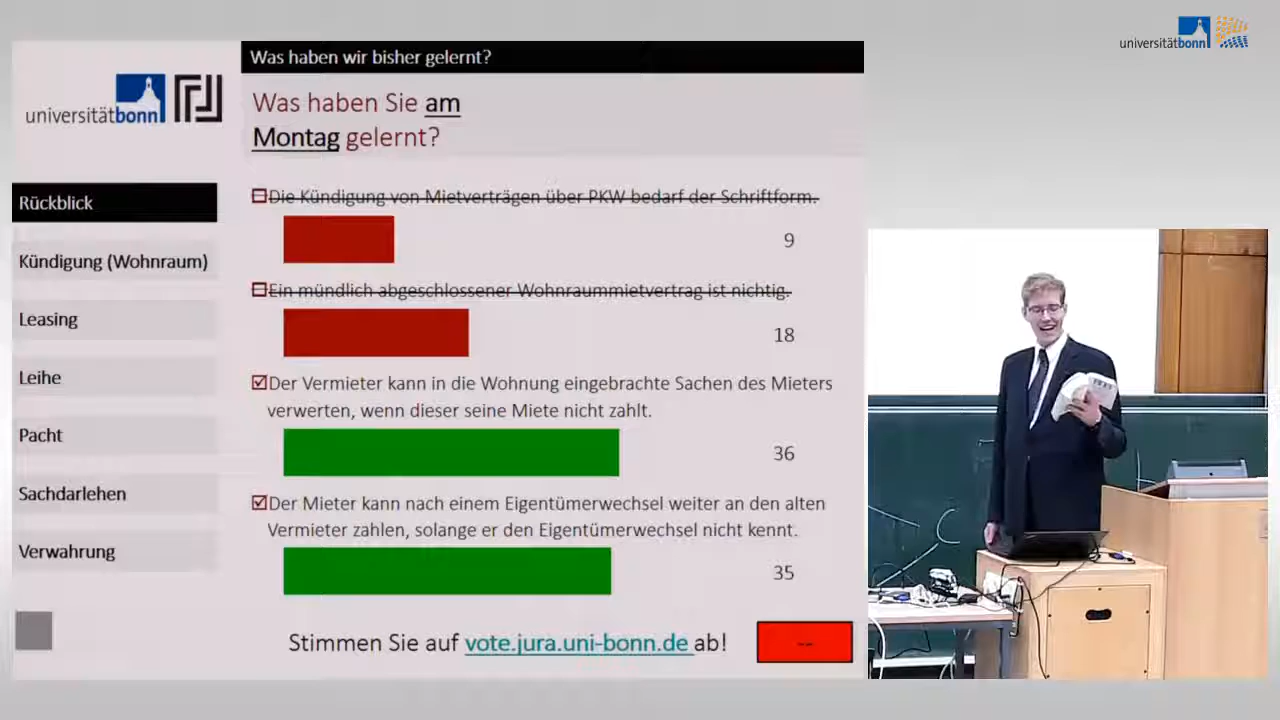 universitätbonn
Was haben wir bisher gelernt?
universitätbonn
Was haben Sie am
Montag gelernt?
Rückblick
Kündigung (Wohnraum)
Leasing
Leihe
Pacht
Sachdarlehen
Verwahrung
Die Kündigung von Mietverträgen über PKW bedarf der Schriftform.
9
Ein mündlich abgeschlossener Wohnraummietvertrag ist nichtig.
18
Der Vermieter kann in die Wohnung eingebrachte Sachen des Mieters
verwerten, wenn dieser seine Miete nicht zahlt.
36
Der Mieter kann nach einem Eigentümerwechsel weiter an den alten
Vermieter zahlen, solange er den Eigentümerwechsel nicht kennt.
35
Stimmen Sie auf vote.jura.uni-bonn.de ab!
--